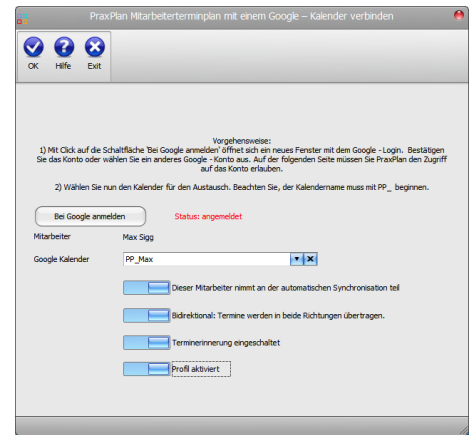 PraxPlan Mitarbeiterterminplan mit einem Google – Kalender verbinden
OK Hilfe Exit
Vorgehensweise:
1) Mit Click auf die Schaltfläche 'Bei Google anmelden' öffnet sich ein neues Fenster mit dem Google - Login. Bestätigen
Sie das Konto oder wählen Sie ein anderes Google - Konto aus. Auf der folgenden Seite müssen Sie PraxPlan den Zugriff
auf das Konto erlauben.
2) Wählen Sie nun den Kalender für den Austausch. Beachten Sie, der Kalendername muss mit PP_ beginnen.
Bei Google anmelden Status: angemeldet
Mitarbeiter Max Sigg
Google Kalender PP_Max
Dieser Mitarbeiter nimmt an der automatischen Synchronisation teil
Bidirektional: Termine werden in beide Richtungen übertragen.
Terminerinnerung eingeschaltet
Profil aktiviert